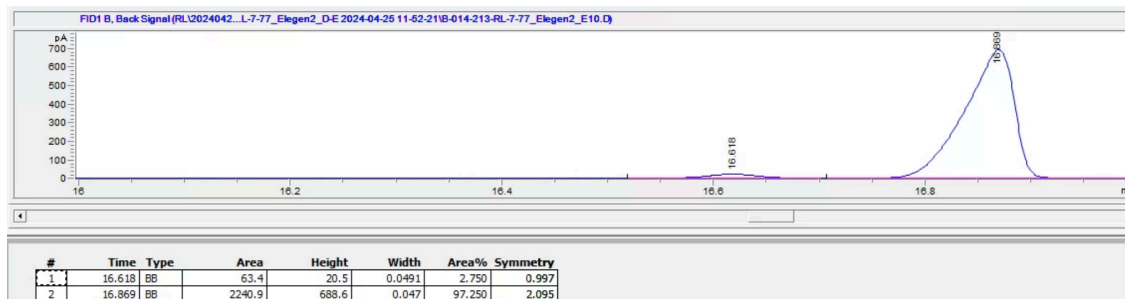 FID1 B, Back Signal (RL\2024042...L-7-77_Elegen2_D-E 2024-04-25 11-52-21\B-014-213-RL-7-77_Elegen2_E10.D)
pA
700
600
500
400
300
200
100
0
16.618
16.869
16 16.2 16.4 16.6 16.8
# Time Type Area Height Width Area% Symmetry
1 16.618 BB 63.4 20.5 0.0491 2.750 0.997
2 16.869 BB 2240.9 688.6 0.047 97.250 2.095